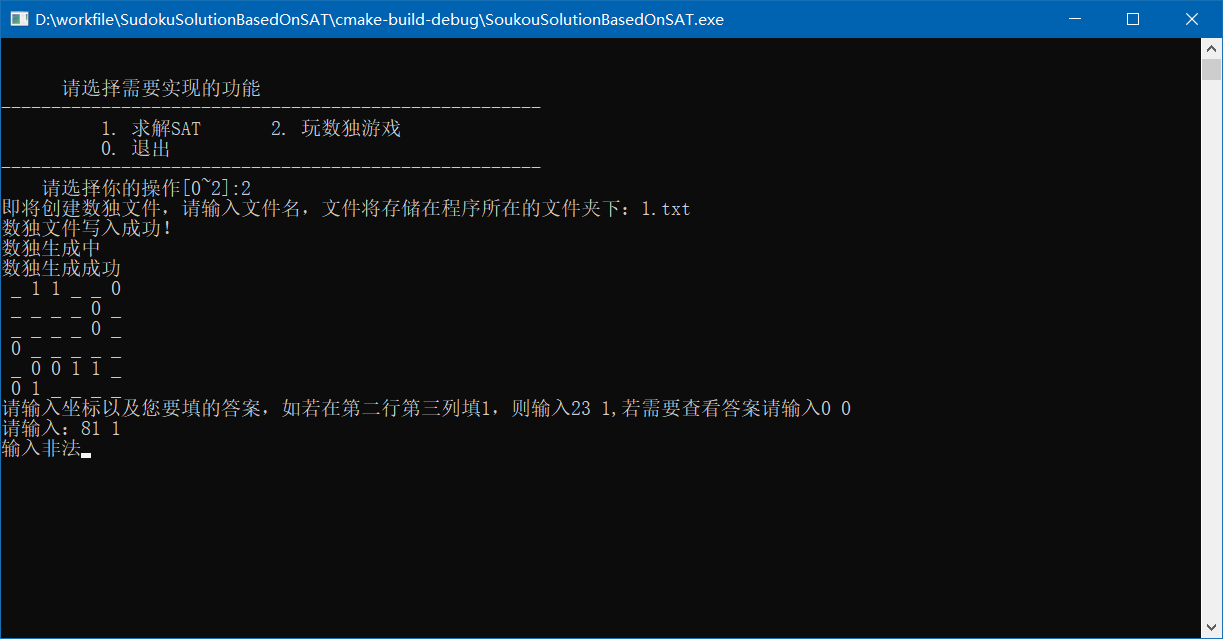 D:\workfile\SudokuSolutionBasedOnSAT\cmake-build-debug\SoukouSolutionBasedOnSAT.exe
请选择需要实现的功能
------------------------------------------------------
1. 求解SAT 2. 玩数独游戏
0. 退出
------------------------------------------------------
请选择你的操作[0~2]:2
即将创建数独文件，请输入文件名，文件将存储在程序所在的文件夹下：1.txt
数独文件写入成功！
数独生成中
数独生成成功
_ 1 1 _ _ 0
_ _ _ _ 0 _
_ _ _ _ 0 _
0 _ _ _ _ _
_ 0 0 1 1 _
0 1 _ _ _ _
请输入坐标以及您要填的答案，如若在第二行第三列填1，则输入23 1,若需要查看答案请输入0 0
请输入：81 1
输入非法